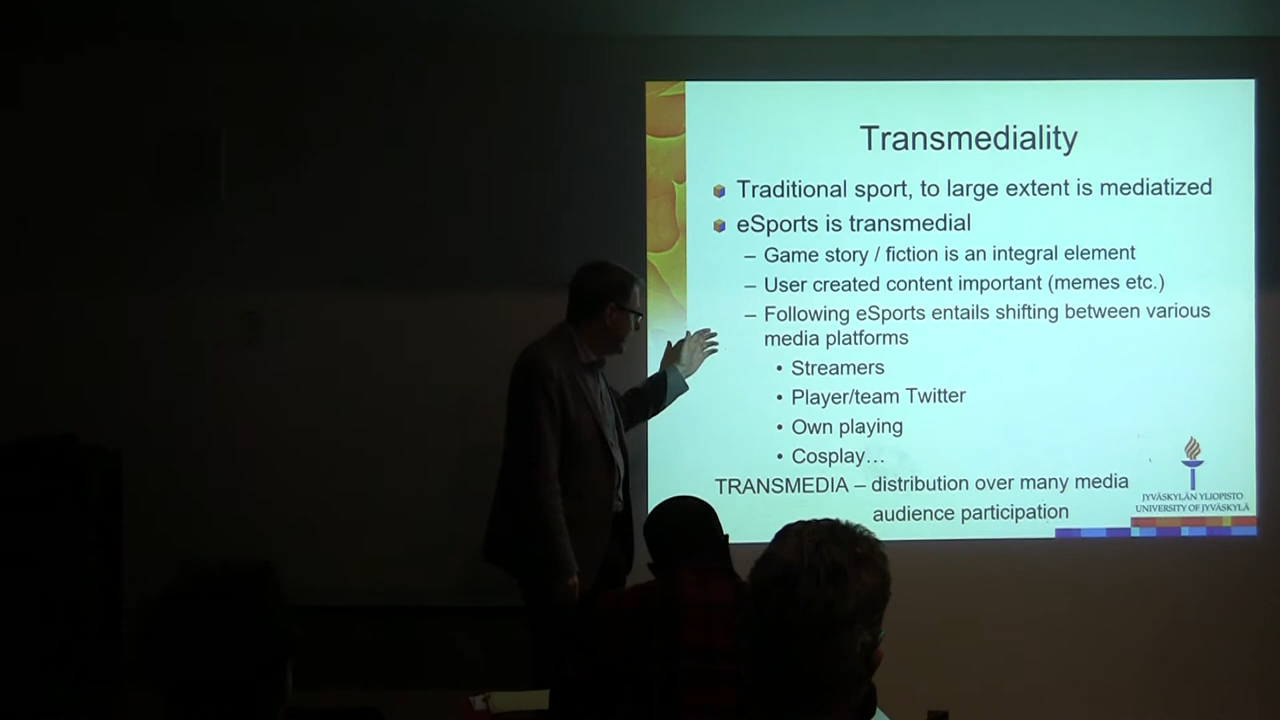 Transmediality
Traditional sport, to large extent is mediatized
eSports is transmedial
– Game story / fiction is an integral element
– User created content important (memes etc.)
– Following eSports entails shifting between various
media platforms
• Streamers
• Player/team Twitter
• Own playing
• Cosplay…
TRANSMEDIA – distribution over many media
audience participation
JYVÄSKYLÄN YLIOPISTO
UNIVERSITY OF JYVÄSKYLÄ